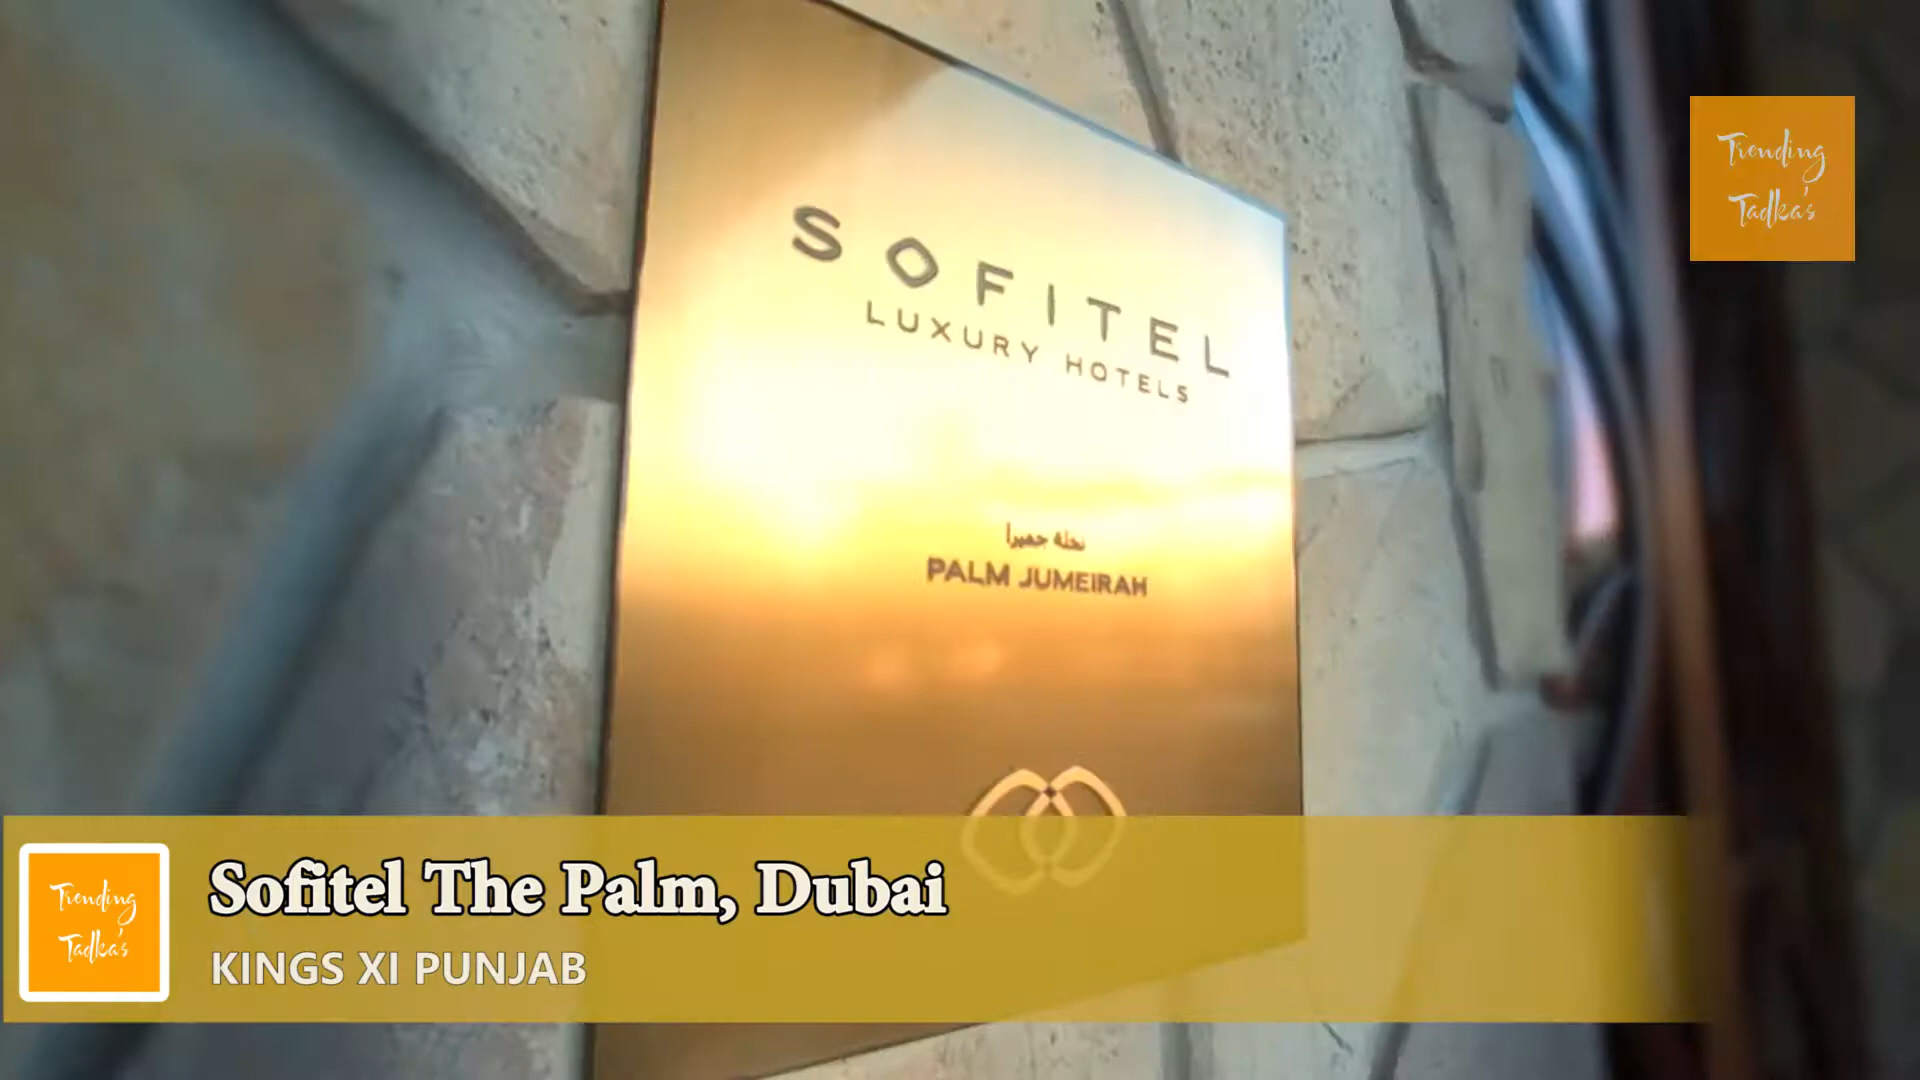 Trending
Tadka's
SOFITEL
LUXURY HOTELS
نخلة جميرا
PALM JUMEIRAH
Trending
Tadka's
Sofitel The Palm, Dubai
KINGS XI PUNJAB